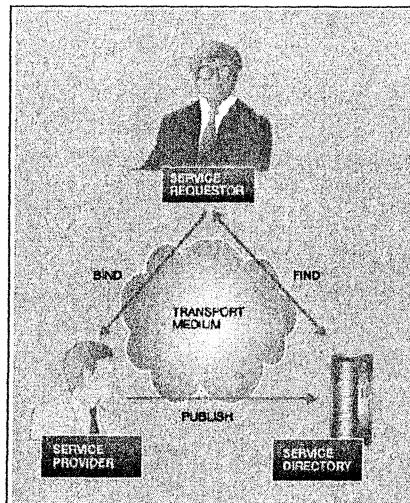 SERVICE
REQUESTOR
BIND
FIND
TRANSPORT
MEDIUM
PUBLISH
SERVICE
PROVIDER
SERVICE
DIRECTORY